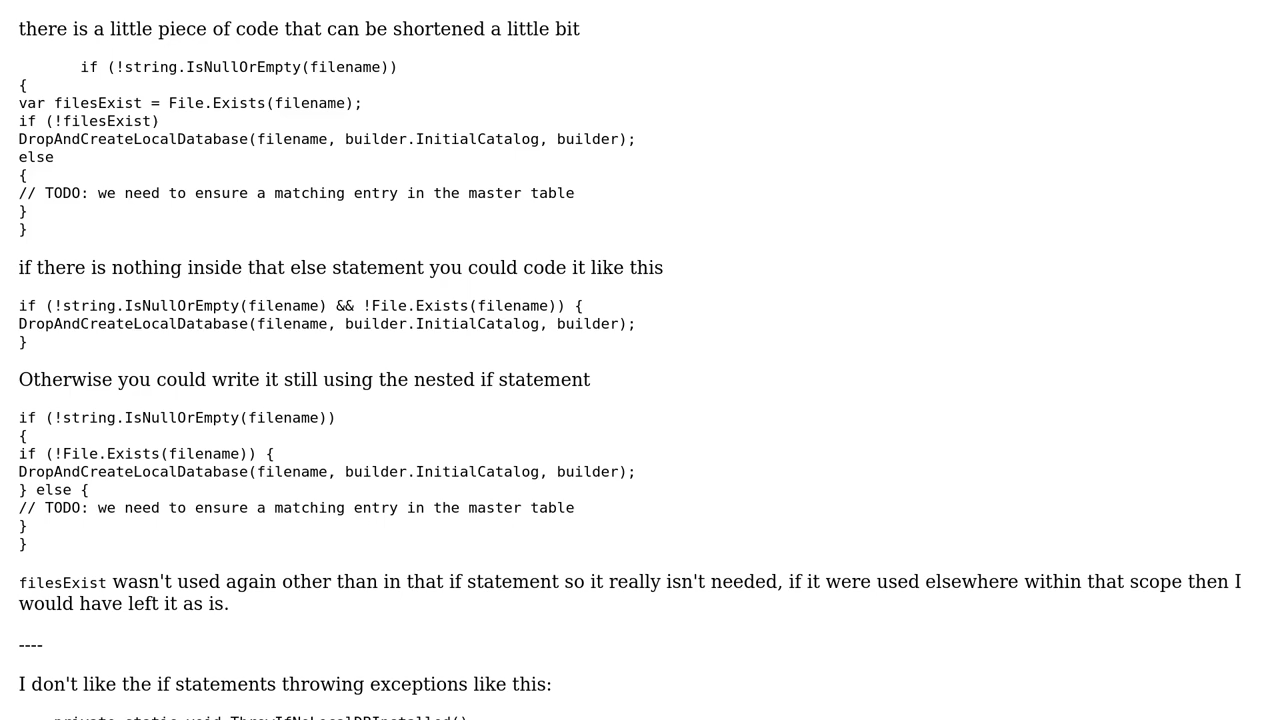 there is a little piece of code that can be shortened a little bit
if (!string.IsNullOrEmpty(filename))
{
var filesExist = File.Exists(filename);
if (!filesExist)
DropAndCreateLocalDatabase(filename, builder.InitialCatalog, builder);
else
{
// TODO: we need to ensure a matching entry in the master table
}
}
if there is nothing inside that else statement you could code it like this
if (!string.IsNullOrEmpty(filename) && !File.Exists(filename)) {
DropAndCreateLocalDatabase(filename, builder.InitialCatalog, builder);
}
Otherwise you could write it still using the nested if statement
if (!string.IsNullOrEmpty(filename))
{
if (!File.Exists(filename)) {
DropAndCreateLocalDatabase(filename, builder.InitialCatalog, builder);
} else {
// TODO: we need to ensure a matching entry in the master table
}
}
filesExist wasn't used again other than in that if statement so it really isn't needed, if it were used elsewhere within that scope then I
would have left it as is.
----
I don't like the if statements throwing exceptions like this:
private static void ThrowIfNoLocalDBInstalled()